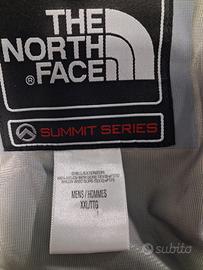 THE
NORTH
FACE
SUMMIT SERIES
MENS / HOMMES
XXL/TTG
subito